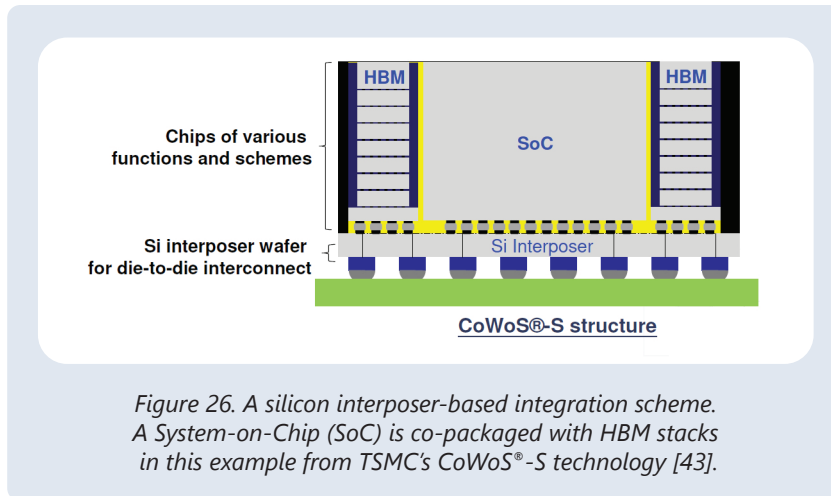 HBM
HBM
Chips of various
functions and schemes
SoC
Si interposer wafer
for die-to-die interconnect
Si Interposer
CoWoS®-S structure
Figure 26. A silicon interposer-based integration scheme.
A System-on-Chip (SoC) is co-packaged with HBM stacks
in this example from TSMC’s CoWoS®-S technology [43].